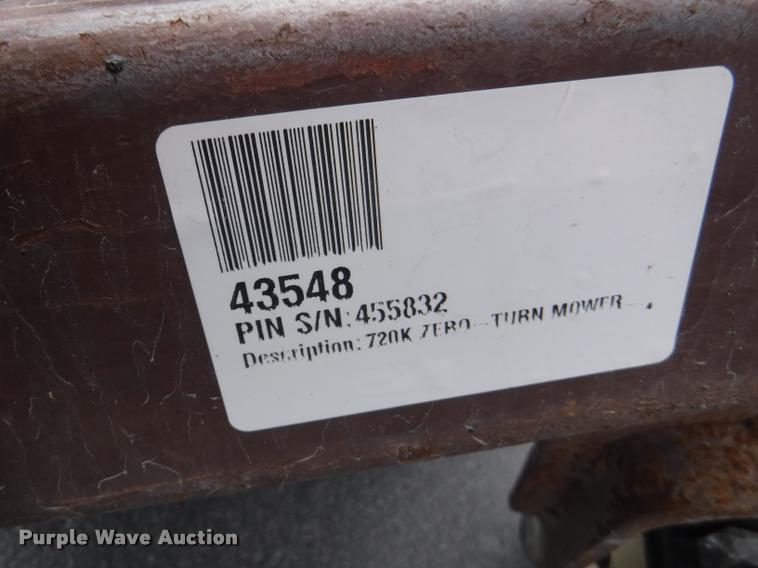 43548
PIN S/N: 455832
Description: 720K ZERO-TURN MOWER-
Purple Wave Auction